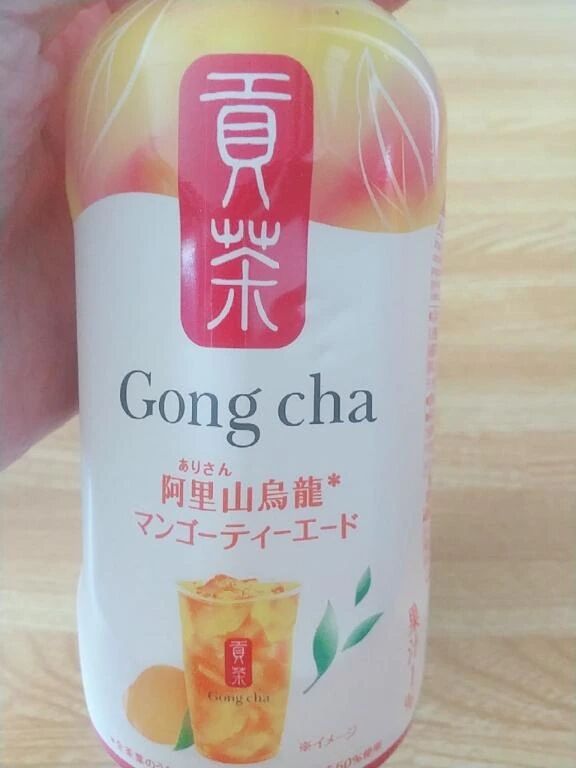 貢茶
Gong cha
ありさん
阿里山烏龍*
マンゴーティーエード
貢茶
Gong cha
※イメージ